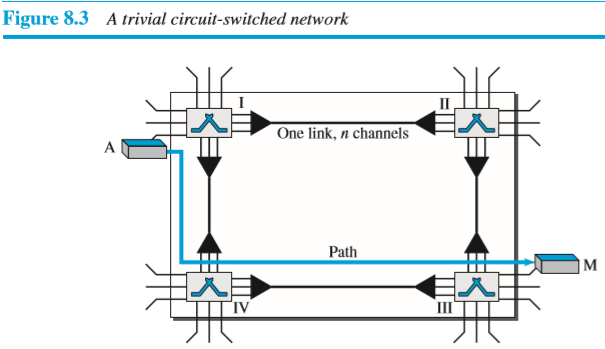 Figure 8.3 A trivial circuit-switched network
I
II
One link, n channels
A
Path
M
IV
III